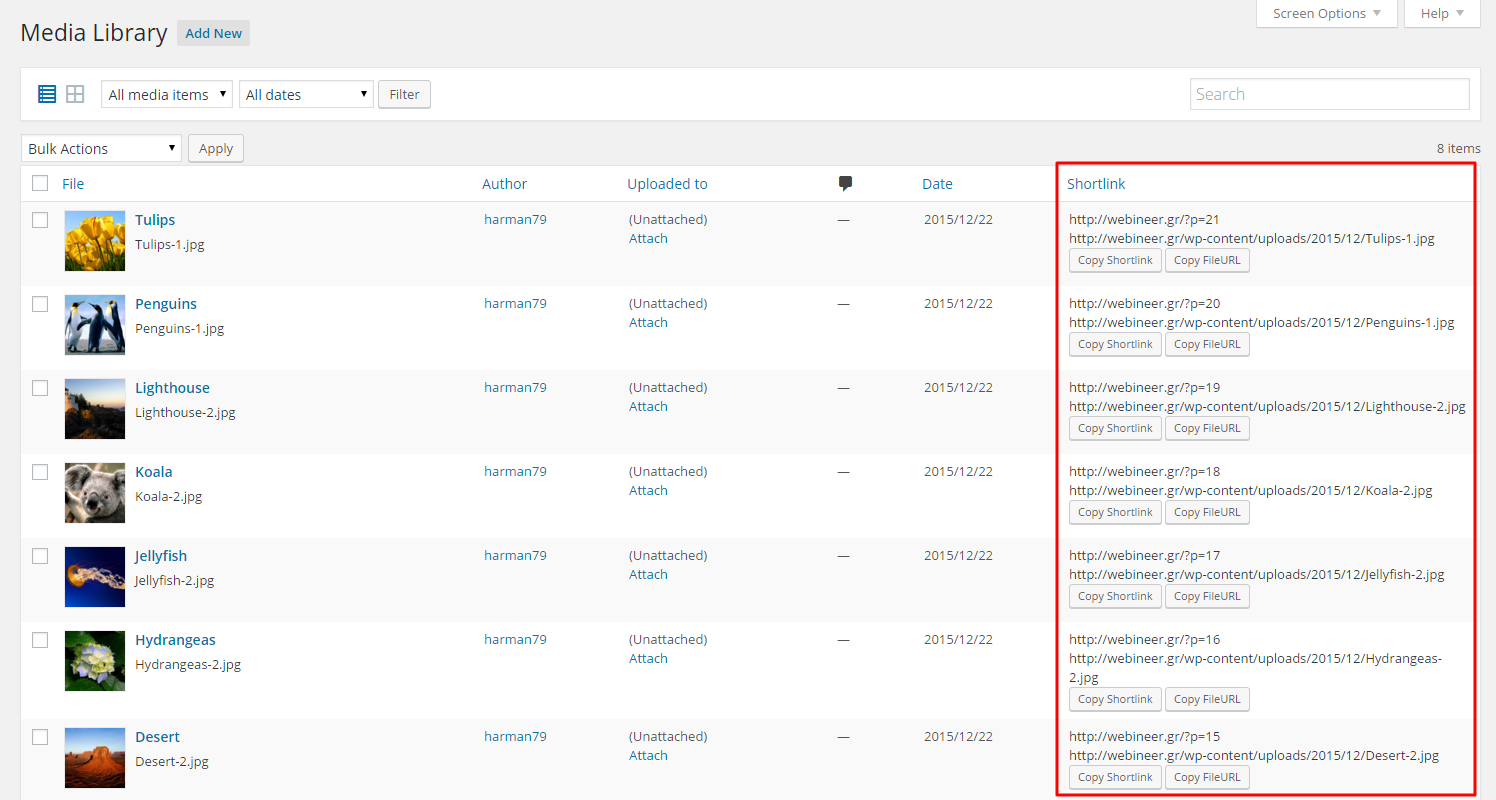 Screen Options Help
Media Library Add New
All media items All dates Filter Search
Bulk Actions Apply 8 items
File Author Uploaded to Date Shortlink
Tulips harman79 (Unattached) — 2015/12/22 http://webineer.gr/?p=21
Tulips-1.jpg Attach http://webineer.gr/wp-content/uploads/2015/12/Tulips-1.jpg
Copy Shortlink Copy FileURL
Penguins harman79 (Unattached) — 2015/12/22 http://webineer.gr/?p=20
Penguins-1.jpg Attach http://webineer.gr/wp-content/uploads/2015/12/Penguins-1.jpg
Copy Shortlink Copy FileURL
Lighthouse harman79 (Unattached) — 2015/12/22 http://webineer.gr/?p=19
Lighthouse-2.jpg Attach http://webineer.gr/wp-content/uploads/2015/12/Lighthouse-2.jpg
Copy Shortlink Copy FileURL
Koala harman79 (Unattached) — 2015/12/22 http://webineer.gr/?p=18
Koala-2.jpg Attach http://webineer.gr/wp-content/uploads/2015/12/Koala-2.jpg
Copy Shortlink Copy FileURL
Jellyfish harman79 (Unattached) — 2015/12/22 http://webineer.gr/?p=17
Jellyfish-2.jpg Attach http://webineer.gr/wp-content/uploads/2015/12/Jellyfish-2.jpg
Copy Shortlink Copy FileURL
Hydrangeas harman79 (Unattached) — 2015/12/22 http://webineer.gr/?p=16
Hydrangeas-2.jpg Attach http://webineer.gr/wp-content/uploads/2015/12/Hydrangeas-
2.jpg
Copy Shortlink Copy FileURL
Desert harman79 (Unattached) — 2015/12/22 http://webineer.gr/?p=15
Desert-2.jpg Attach http://webineer.gr/wp-content/uploads/2015/12/Desert-2.jpg
Copy Shortlink Copy FileURL